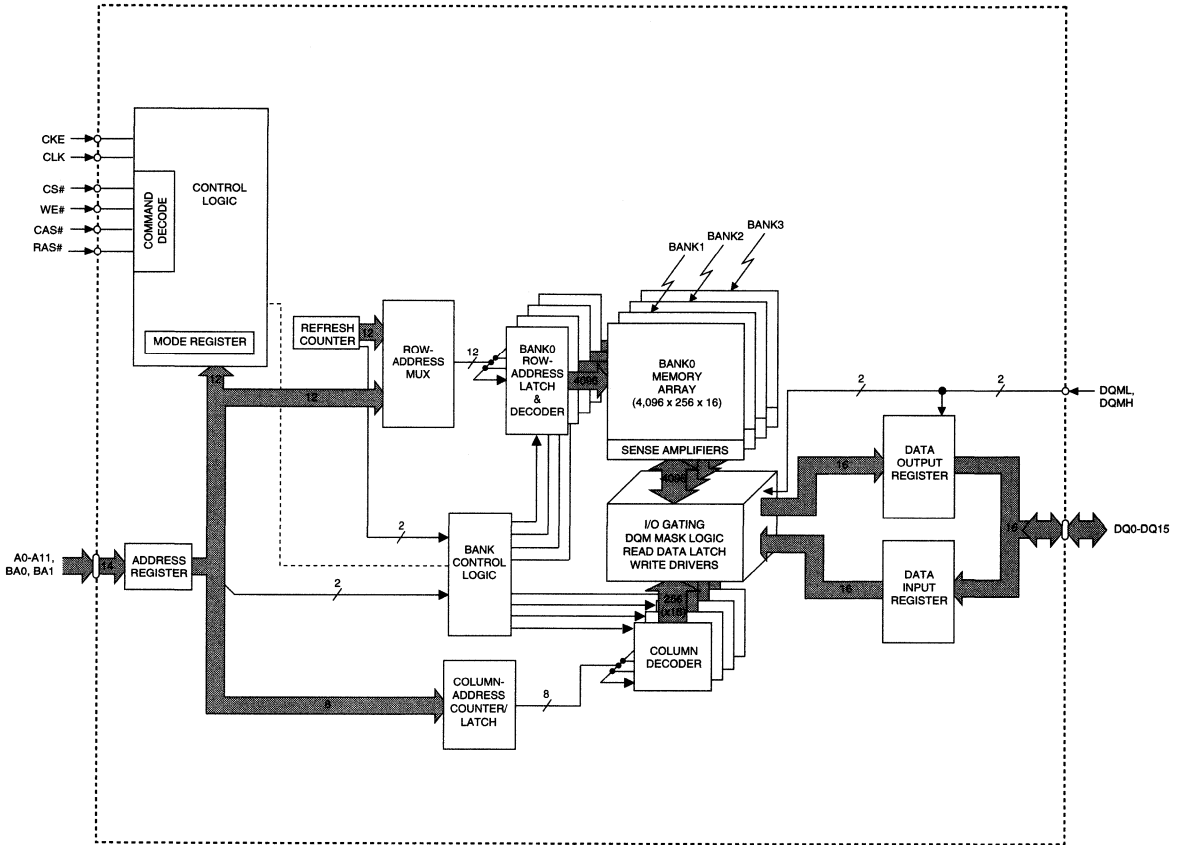 CKE
CLK
CS#
WE#
CAS#
RAS#
COMMAND
DECODE
CONTROL
LOGIC
MODE REGISTER
12
REFRESH
COUNTER
12
ROW-
ADDRESS
MUX
12
12
BANK0
ROW-
ADDRESS
LATCH
&
DECODER
4096
BANK1
BANK2
BANK3
BANK0
MEMORY
ARRAY
(4,096 x 256 x 16)
SENSE AMPLIFIERS
4096
I/O GATING
DQM MASK LOGIC
READ DATA LATCH
WRITE DRIVERS
256
(x16)
COLUMN
DECODER
2
2
DQML,
DQMH
16
DATA
OUTPUT
REGISTER
16
DQ0-DQ15
16
DATA
INPUT
REGISTER
A0-A11,
BA0, BA1
14
ADDRESS
REGISTER
2
2
BANK
CONTROL
LOGIC
8
COLUMN-
ADDRESS
COUNTER/
LATCH
8